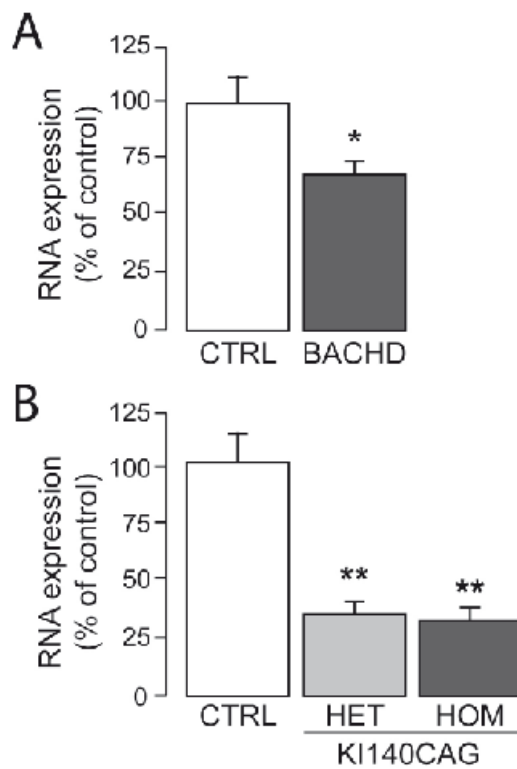 A
RNA expression
(% of control)
125
100
75
50
25
0
*
CTRL BACHD
B
RNA expression
(% of control)
125
100
75
50
25
0
** **
CTRL HET HOM
KI140CAG